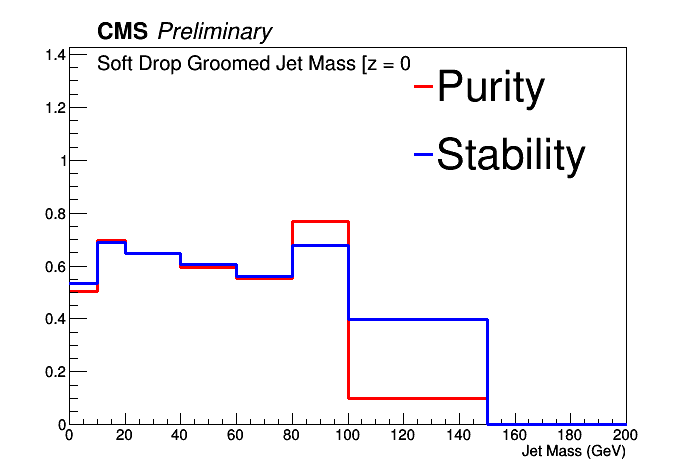 CMS Preliminary
Soft Drop Groomed Jet Mass [z = 0
Purity
Stability
1.4
1.2
1
0.8
0.6
0.4
0.2
0
0 20 40 60 80 100 120 140 160 180 200
Jet Mass (GeV)